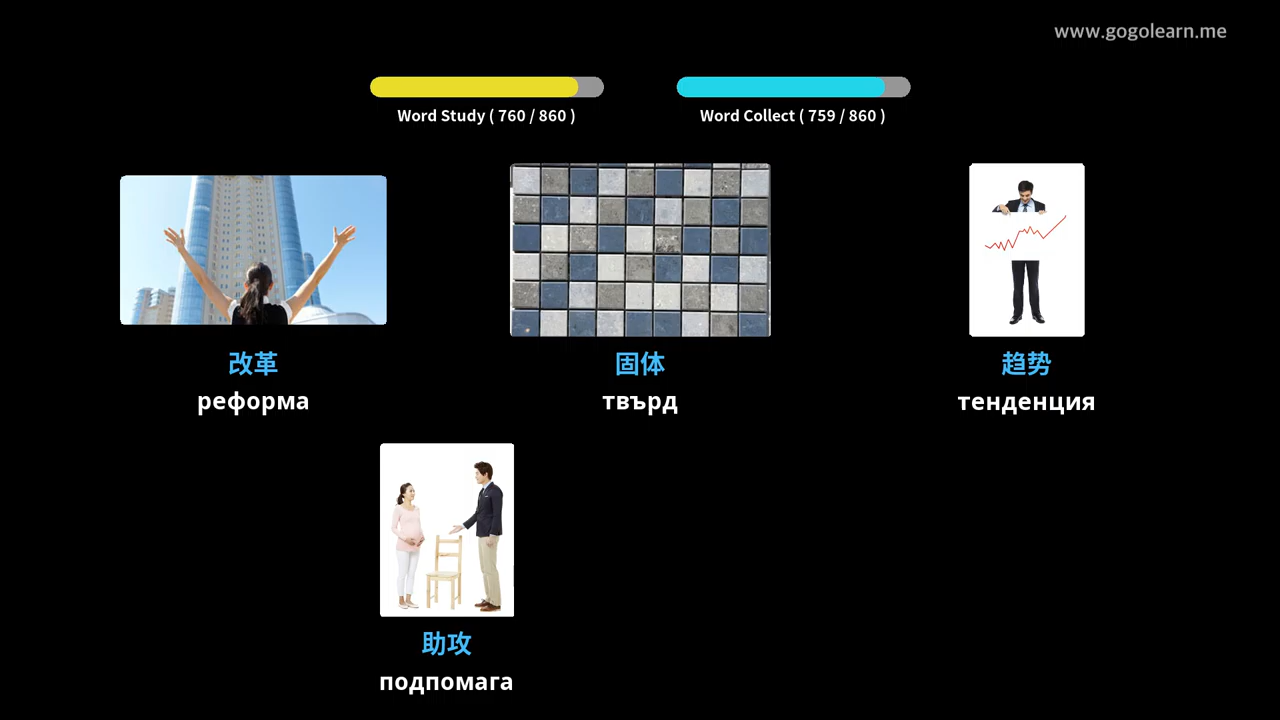 www.gogolearn.me
Word Study ( 760 / 860 )
Word Collect ( 759 / 860 )
改革
реформа
固体
твърд
趋势
тенденция
助攻
подпомага